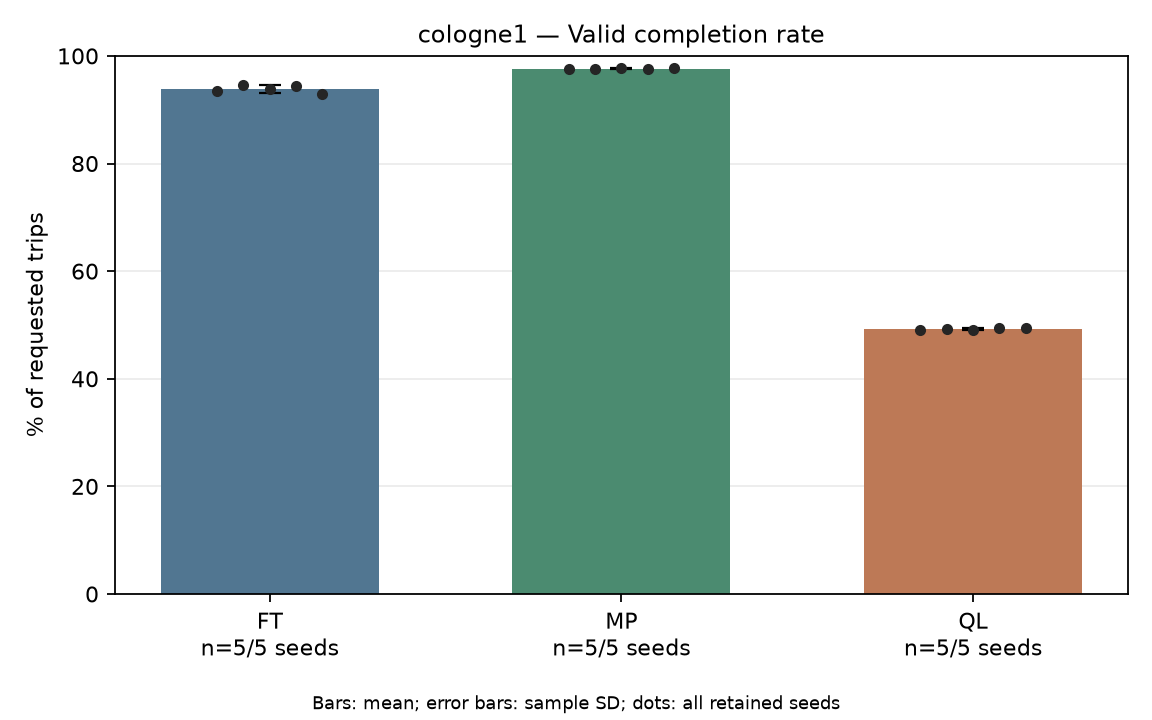 cologne1 — Valid completion rate
100
80
60
40
20
0
% of requested trips
FT
n=5/5 seeds
MP
n=5/5 seeds
QL
n=5/5 seeds
Bars: mean; error bars: sample SD; dots: all retained seeds